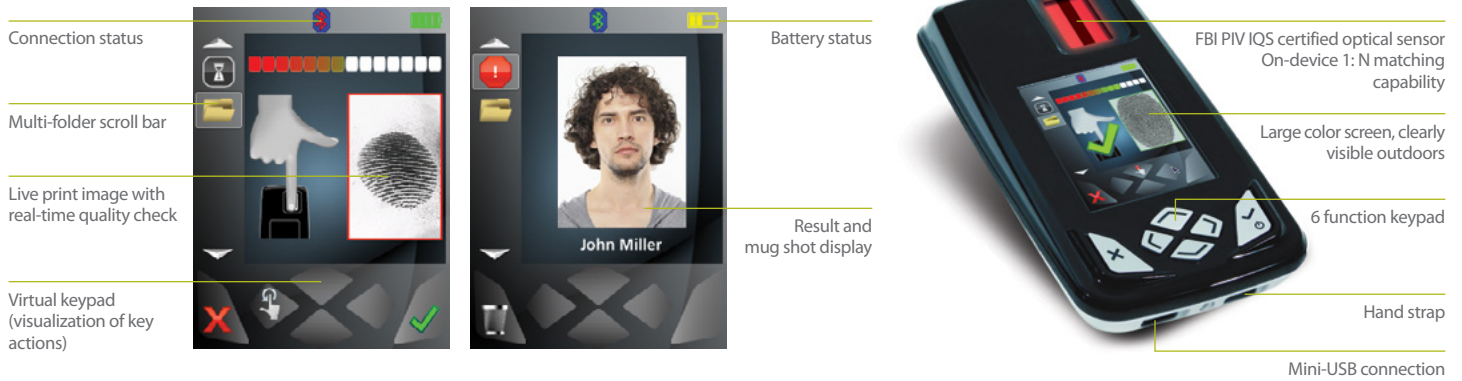 Connection status
Multi-folder scroll bar
Live print image with
real-time quality check
Virtual keypad
(visualization of key
actions)
Battery status
John Miller
Result and
mug shot display
FBI PIV IQS certified optical sensor
On-device 1: N matching
capability
Large color screen, clearly
visible outdoors
6 function keypad
Hand strap
Mini-USB connection